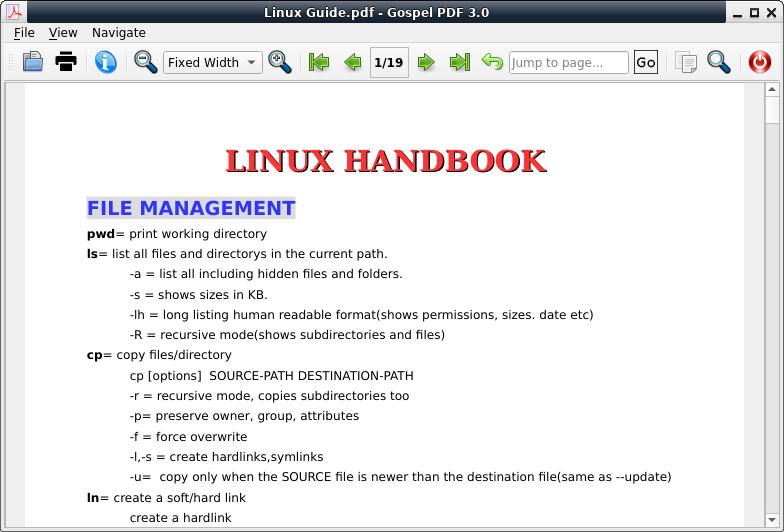 Linux Guide.pdf - Gospel PDF 3.0
File View Navigate
Fixed Width 1/19 Jump to page... Go
LINUX HANDBOOK
FILE MANAGEMENT
pwd= print working directory
ls= list all files and directorys in the current path.
-a = list all including hidden files and folders.
-s = shows sizes in KB.
-lh = long listing human readable format(shows permissions, sizes. date etc)
-R = recursive mode(shows subdirectories and files)
cp= copy files/directory
cp [options]  SOURCE-PATH DESTINATION-PATH
-r = recursive mode, copies subdirectories too
-p= preserve owner, group, attributes
-f = force overwrite
-l,-s = create hardlinks,symlinks
-u=  copy only when the SOURCE file is newer than the destination file(same as --update)
ln= create a soft/hard link
create a hardlink